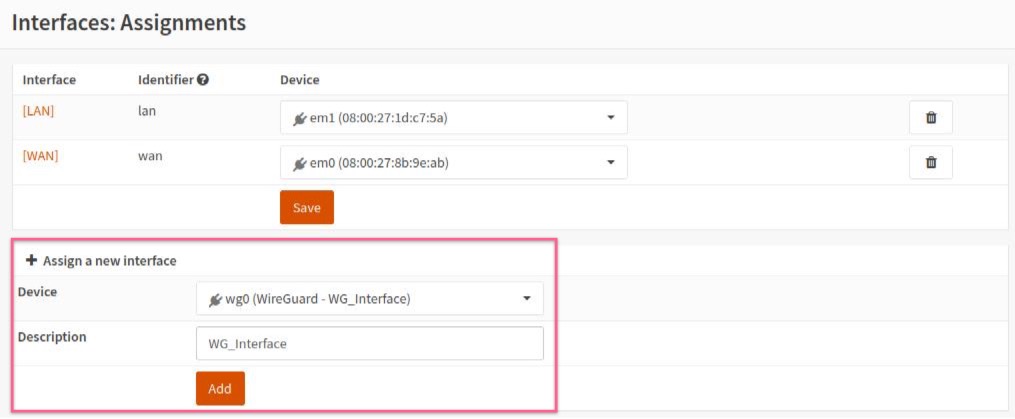 Interfaces: Assignments
Interface Identifier Device
[LAN] lan em1 (08:00:27:1d:c7:5a)
[WAN] wan em0 (08:00:27:8b:9e:ab)
Save
Assign a new interface
Device wg0 (WireGuard - WG_Interface)
Description WG_Interface
Add